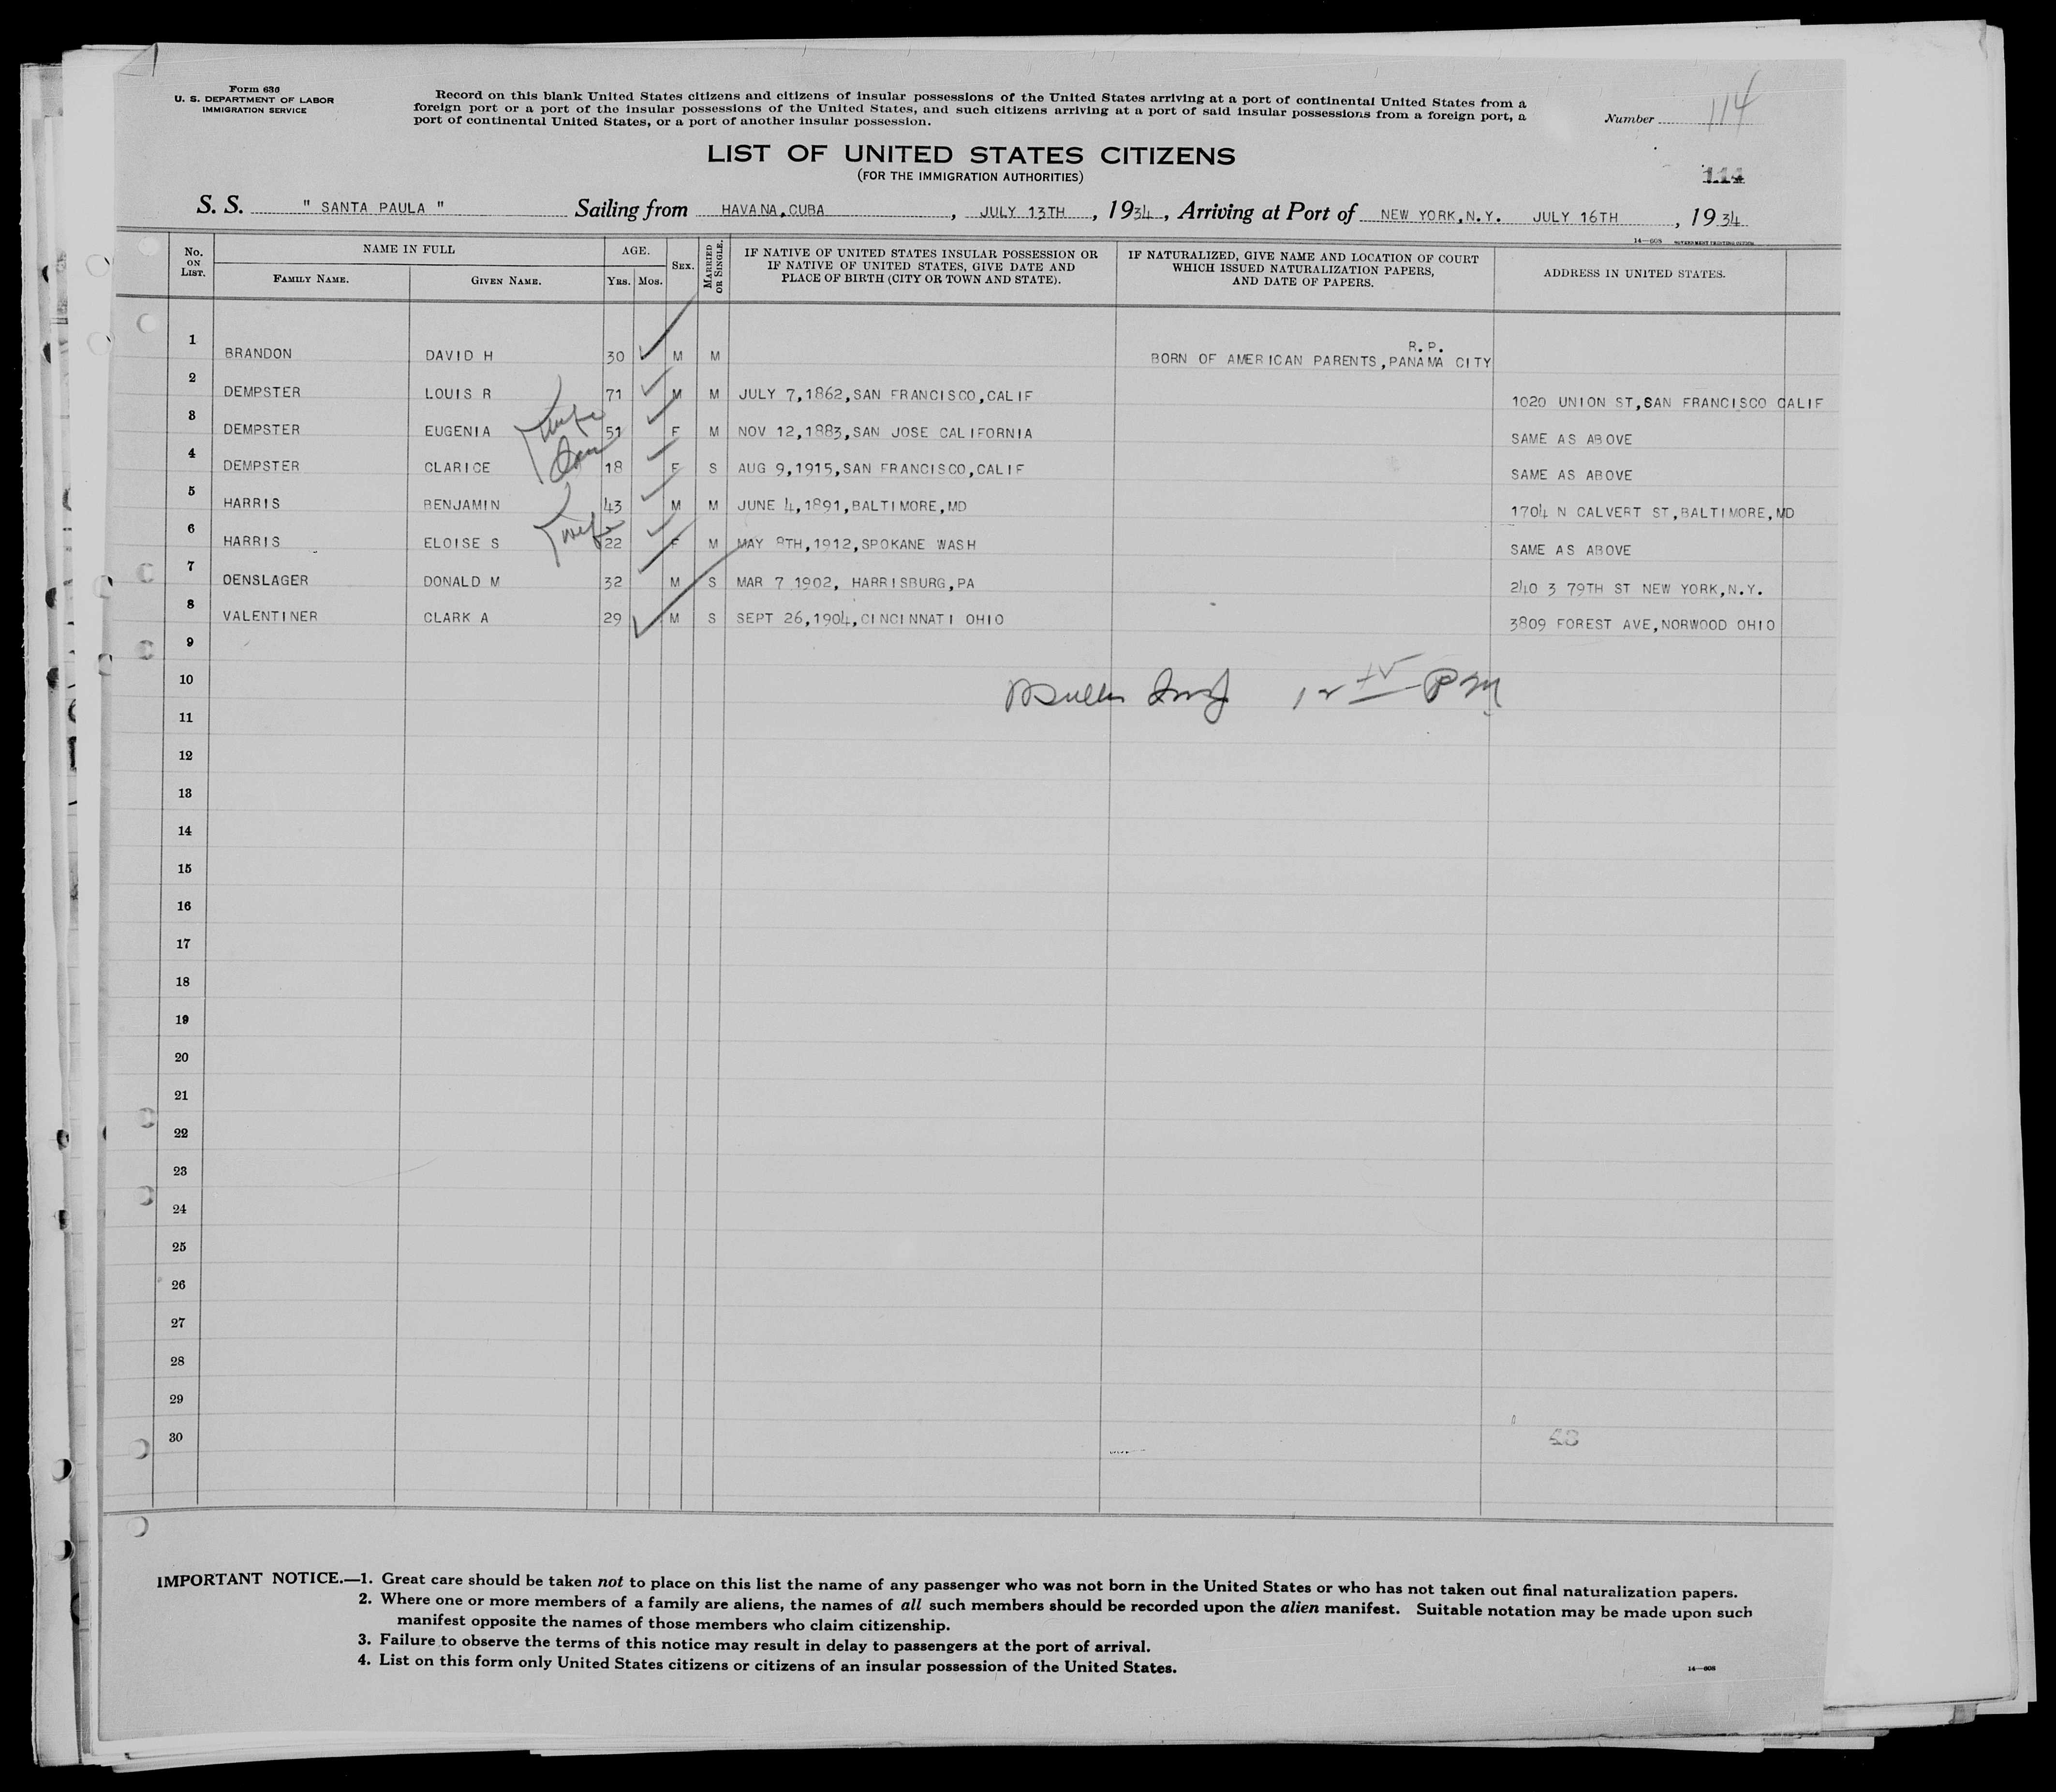 Form 630
U. S. DEPARTMENT OF LABOR
IMMIGRATION SERVICE
Record on this blank United States citizens and citizens of insular possessions of the United States arriving at a port of continental United States from a
foreign port or a port of the insular possessions of the United States, and such citizens arriving at a port of said insular possessions from a foreign port, a
port of continental United States, or a port of another insular possession.
Number 114
LIST OF UNITED STATES CITIZENS
(FOR THE IMMIGRATION AUTHORITIES)
114
S. S. " SANTA PAULA " Sailing from HAVANA,CUBA , JULY 13TH , 1934 , Arriving at Port of NEW YORK,N.Y. JULY 16TH , 1934
14—608 GOVERNMENT PRINTING OFFICE
No. ON LIST.
NAME IN FULL
FAMILY NAME.
GIVEN NAME.
AGE.
YRS. MOS.
SEX.
MARRIED OR SINGLE.
IF NATIVE OF UNITED STATES INSULAR POSSESSION OR
IF NATIVE OF UNITED STATES, GIVE DATE AND
PLACE OF BIRTH (CITY OR TOWN AND STATE).
IF NATURALIZED, GIVE NAME AND LOCATION OF COURT
WHICH ISSUED NATURALIZATION PAPERS,
AND DATE OF PAPERS.
ADDRESS IN UNITED STATES.
R.P.
1 BRANDON DAVID H 30 M M BORN OF AMERICAN PARENTS,PANAMA CITY
2 DEMPSTER LOUIS R 71 M M JULY 7,1862,SAN FRANCISCO,CALIF 1020 UNION ST,SAN FRANCISCO CALIF
3 DEMPSTER EUGENIA wife 51 F M NOV 12,1883,SAN JOSE CALIFORNIA SAME AS ABOVE
4 DEMPSTER CLARICE 18 F S AUG 9,1915,SAN FRANCISCO,CALIF SAME AS ABOVE
5 HARRIS BENJAMIN 43 M M JUNE 4,1891,BALTIMORE,MD 1704 N CALVERT ST,BALTIMORE,MD
6 HARRIS ELOISE S wife 22 F M MAY 8TH,1912,SPOKANE WASH SAME AS ABOVE
7 OENSLAGER DONALD M 32 M S MAR 7 1902, HARRISBURG,PA 240 3 79TH ST NEW YORK,N.Y.
8 VALENTINER CLARK A 29 M S SEPT 26,1904,CINCINNATI OHIO 3809 FOREST AVE,NORWOOD OHIO
9
10
11
12
13
14
15
16
17
18
19
20
21
22
23
24
25
26
27
28
29
30
48
IMPORTANT NOTICE.—1. Great care should be taken not to place on this list the name of any passenger who was not born in the United States or who has not taken out final naturalization papers.
2. Where one or more members of a family are aliens, the names of all such members should be recorded upon the alien manifest. Suitable notation may be made upon such
manifest opposite the names of those members who claim citizenship.
3. Failure to observe the terms of this notice may result in delay to passengers at the port of arrival.
4. List on this form only United States citizens or citizens of an insular possession of the United States.
14—608